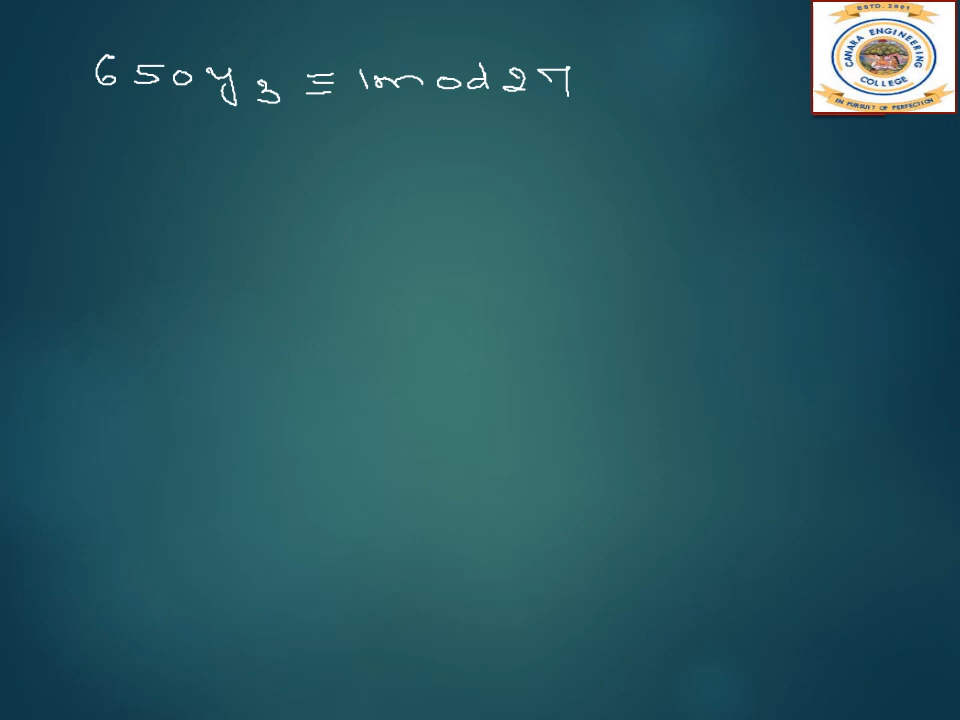 650y₃ ≡ 1mod27
ESTD. 2001
CANARA ENGINEERING COLLEGE
IN PURSUIT OF PERFECTION